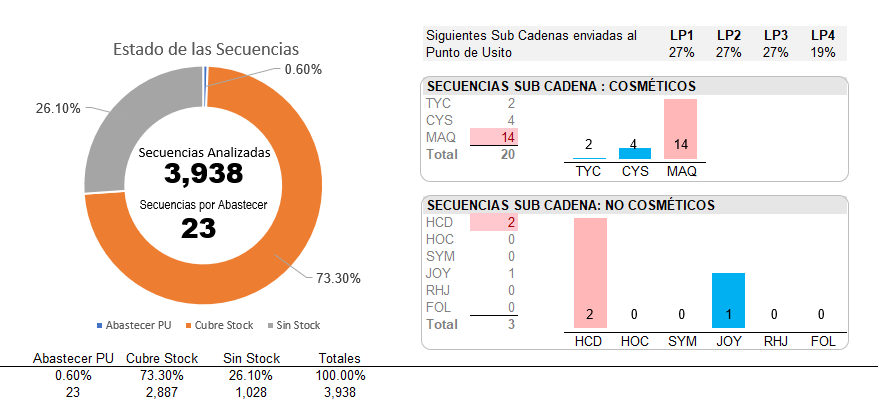 Estado de las Secuencias
0.60%
26.10%
Secuencias Analizadas
3,938
Secuencias por Abastecer
23
73.30%
Abastecer PU Cubre Stock Sin Stock
Abastecer PU Cubre Stock Sin Stock Totales
0.60% 73.30% 26.10% 100.00%
23 2,887 1,028 3,938
Siguientes Sub Cadenas enviadas al LP1 LP2 LP3 LP4
Punto de Usito 27% 27% 27% 19%
SECUENCIAS SUB CADENA : COSMÉTICOS
TYC 2
CYS 4
MAQ 14
Total 20
2 4 14
TYC CYS MAQ
SECUENCIAS SUB CADENA: NO COSMÉTICOS
HCD 2
HOC 0
SYM 0
JOY 1
RHJ 0
FOL 0
Total 3
2 0 0 1 0 0
HCD HOC SYM JOY RHJ FOL